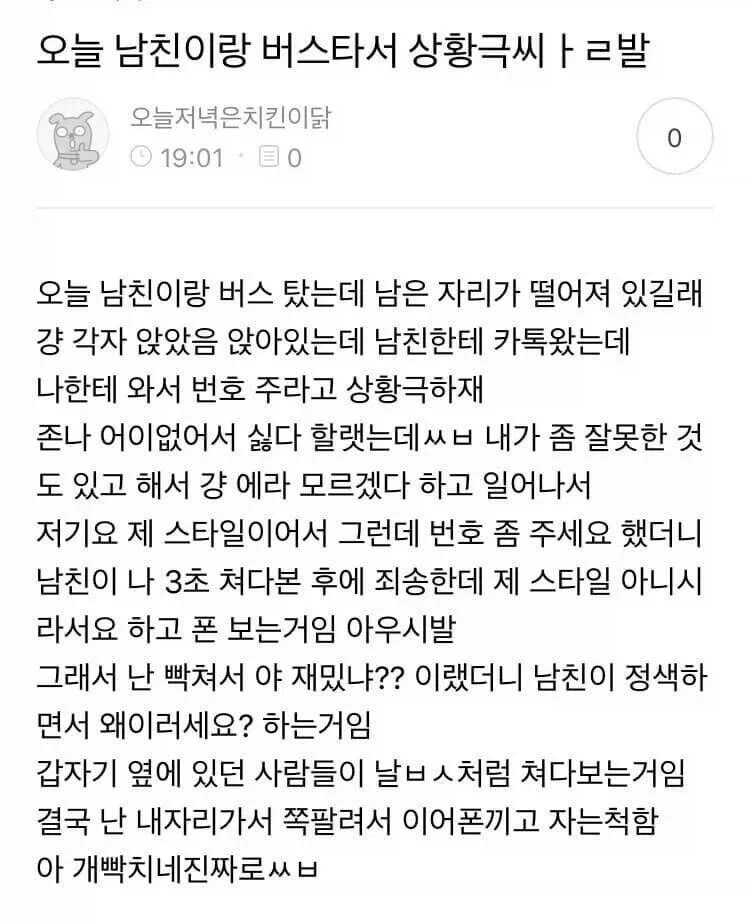 오늘 남친이랑 버스타서 상황극씨ㅏㄹ발
오늘저녁은치킨이닭
19:01 · 0
0
오늘 남친이랑 버스 탔는데 남은 자리가 떨어져 있길래
걍 각자 앉았음 앉아있는데 남친한테 카톡왔는데
나한테 와서 번호 주라고 상황극하재
존나 어이없어서 싫다 할랫는데ㅆㅂ 내가 좀 잘못한 것
도 있고 해서 걍 에라 모르겠다 하고 일어나서
저기요 제 스타일이어서 그런데 번호 좀 주세요 했더니
남친이 나 3초 쳐다본 후에 죄송한데 제 스타일 아니시
라서요 하고 폰 보는거임 아우시발
그래서 난 빡쳐서 야 재밌냐?? 이랬더니 남친이 정색하
면서 왜이러세요? 하는거임
갑자기 옆에 있던 사람들이 날ㅂㅅ처럼 쳐다보는거임
결국 난 내자리가서 쪽팔려서 이어폰끼고 자는척함
아 개빡치네진짜로ㅆㅂ